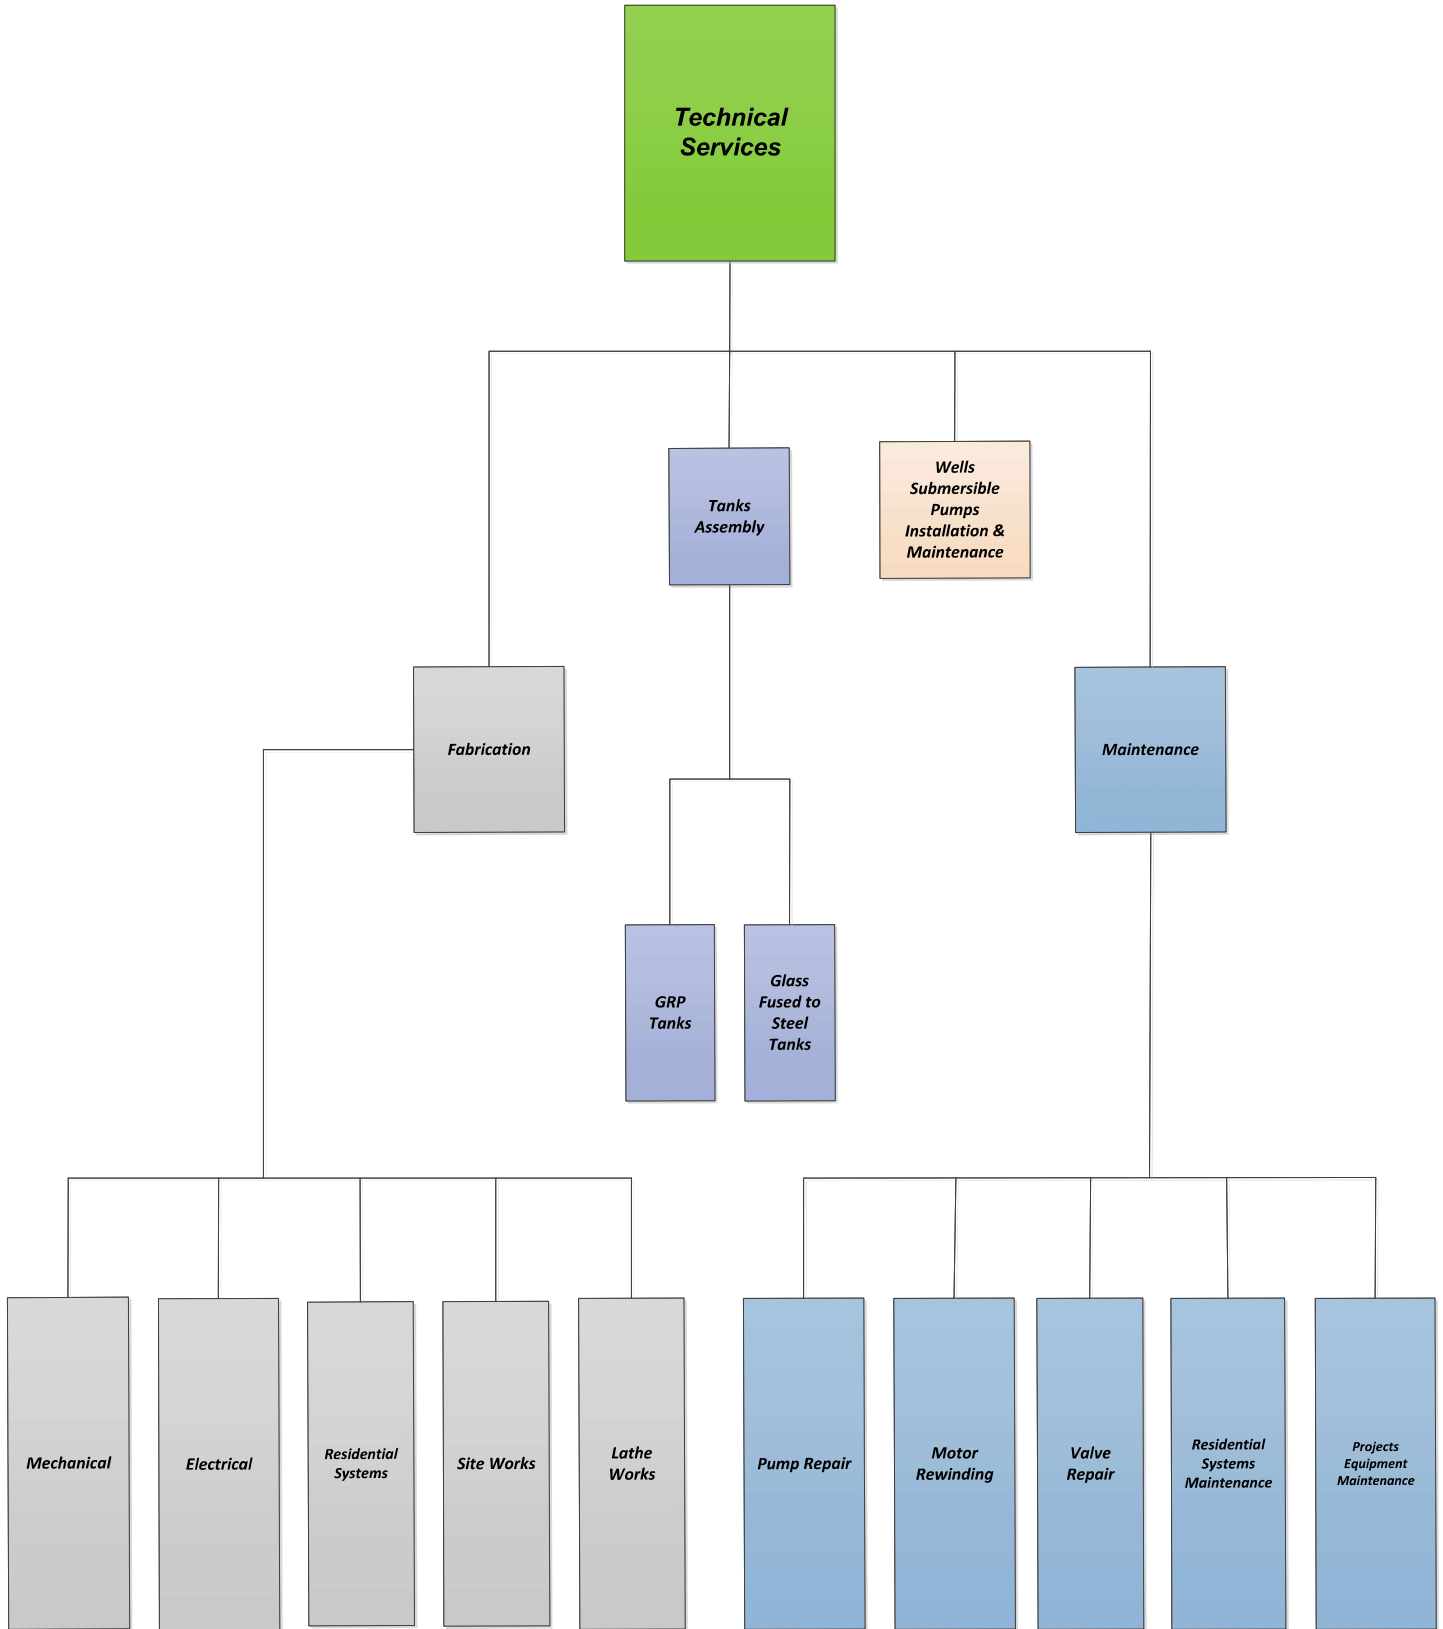 Technical
Services
Tanks
Assembly
Wells
Submersible
Pumps
Installation &
Maintenance
Fabrication
Maintenance
GRP
Tanks
Glass
Fused to
Steel
Tanks
Mechanical
Electrical
Residential
Systems
Site Works
Lathe
Works
Pump Repair
Motor
Rewinding
Valve
Repair
Residential
Systems
Maintenance
Projects
Equipment
Maintenance